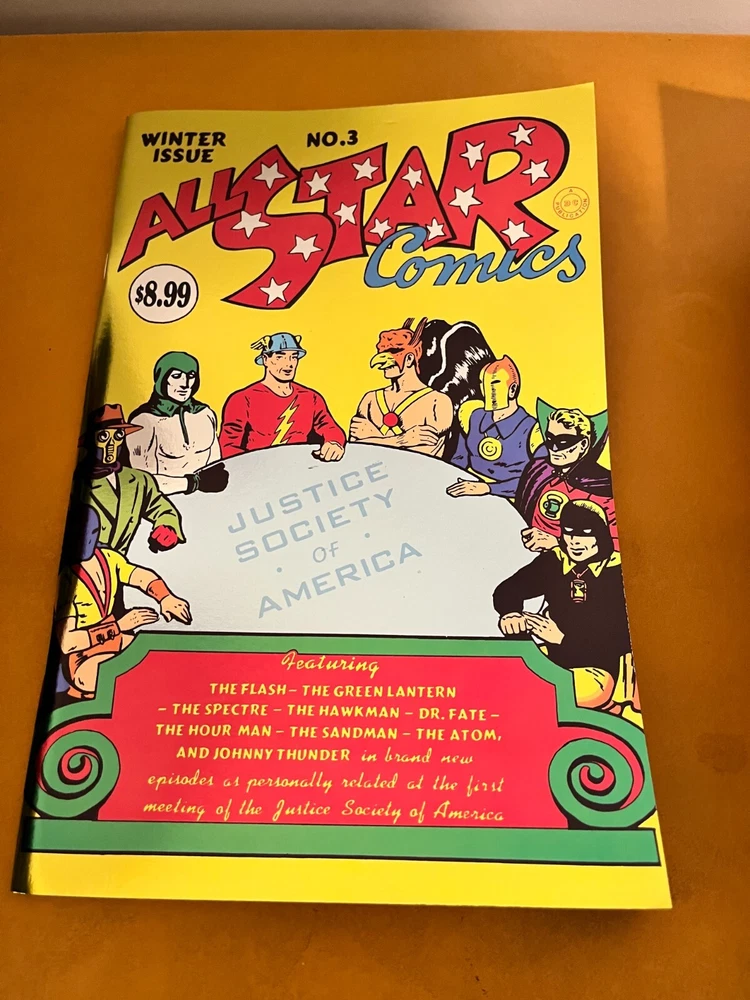 WINTER ISSUE
NO.3
ALL STAR
Comics
A DC PUBLICATION
$8.99
JUSTICE
SOCIETY
· OF ·
AMERICA
Featuring
THE FLASH – THE GREEN LANTERN
– THE SPECTRE – THE HAWKMAN – DR. FATE –
THE HOUR MAN – THE SANDMAN – THE ATOM,
AND JOHNNY THUNDER in brand new
episodes as personally related at the first
meeting of the Justice Society of America